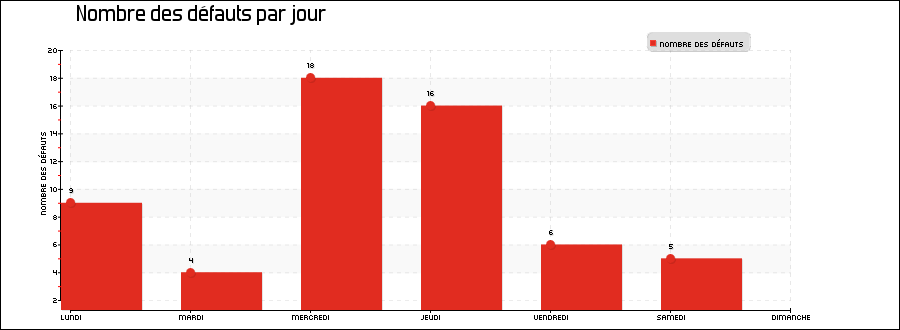 Nombre des défauts par jour
NOMBRE DES DÉFAUTS
NOMBRE DES DÉFAUTS
20
18
16
14
12
10
8
6
4
2
9
4
18
16
6
5
LUNDI
MARDI
MERCREDI
JEUDI
VENDREDI
SAMEDI
DIMANCHE